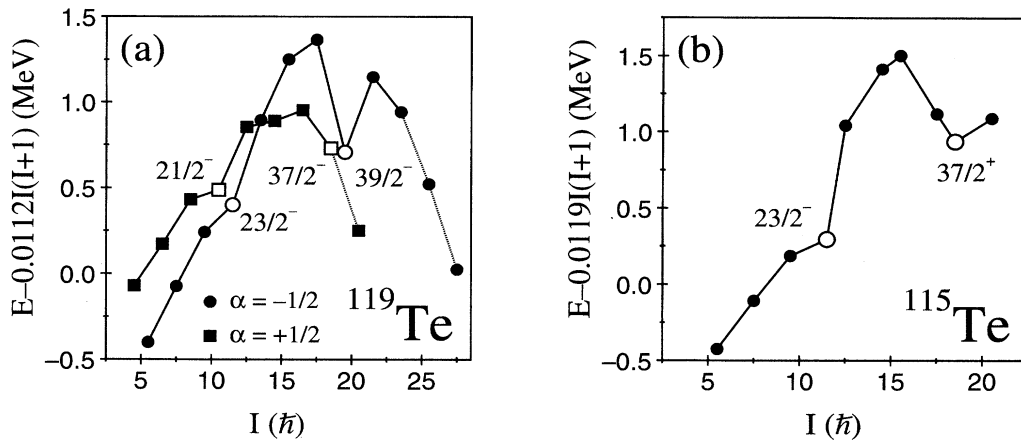 (a)
E−0.0112I(I+1) (MeV)
1.5
1.0
0.5
0.0
−0.5
21/2⁻
23/2⁻
37/2⁻
39/2⁻
α = −1/2
α = +1/2
¹¹⁹Te
5 10 15 20 25
I (ℏ)
(b)
E−0.0119I(I+1) (MeV)
1.5
1.0
0.5
0.0
−0.5
23/2⁻
37/2⁺
¹¹⁵Te
5 10 15 20
I (ℏ)